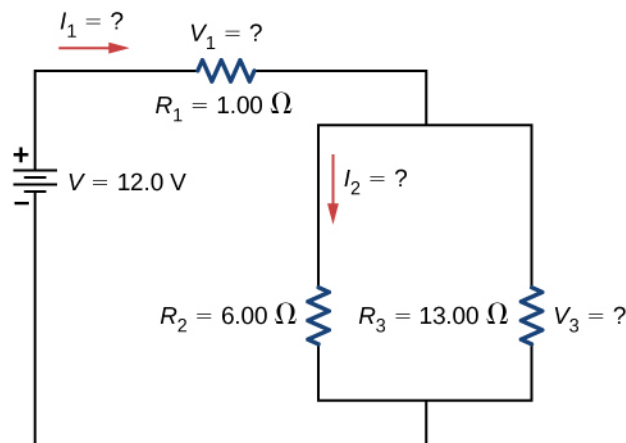 I₁ = ?
V₁ = ?
R₁ = 1.00 Ω
+
V = 12.0 V
−
I₂ = ?
R₂ = 6.00 Ω
R₃ = 13.00 Ω
V₃ = ?